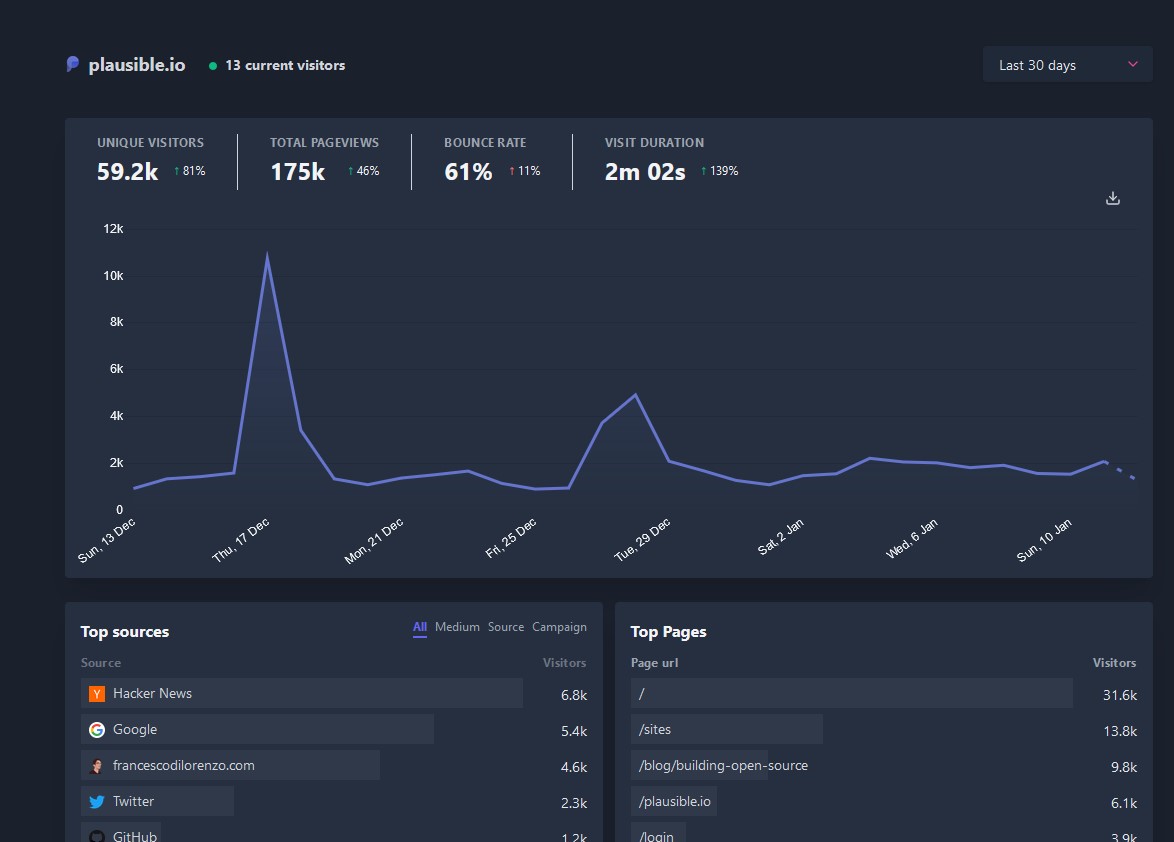 plausible.io 13 current visitors Last 30 days
UNIQUE VISITORS TOTAL PAGEVIEWS BOUNCE RATE VISIT DURATION
59.2k ↑ 81% 175k ↑ 46% 61% ↑ 11% 2m 02s ↑ 139%
12k
10k
8k
6k
4k
2k
0
Sun, 13 Dec Thu, 17 Dec Mon, 21 Dec Fri, 25 Dec Tue, 29 Dec Sat, 2 Jan Wed, 6 Jan Sun, 10 Jan
Top sources All Medium Source Campaign
Source Visitors
Hacker News 6.8k
Google 5.4k
francescodilorenzo.com 4.6k
Twitter 2.3k
GitHub 1.2k
Top Pages
Page url Visitors
/ 31.6k
/sites 13.8k
/blog/building-open-source 9.8k
/plausible.io 6.1k
/login 3.9k